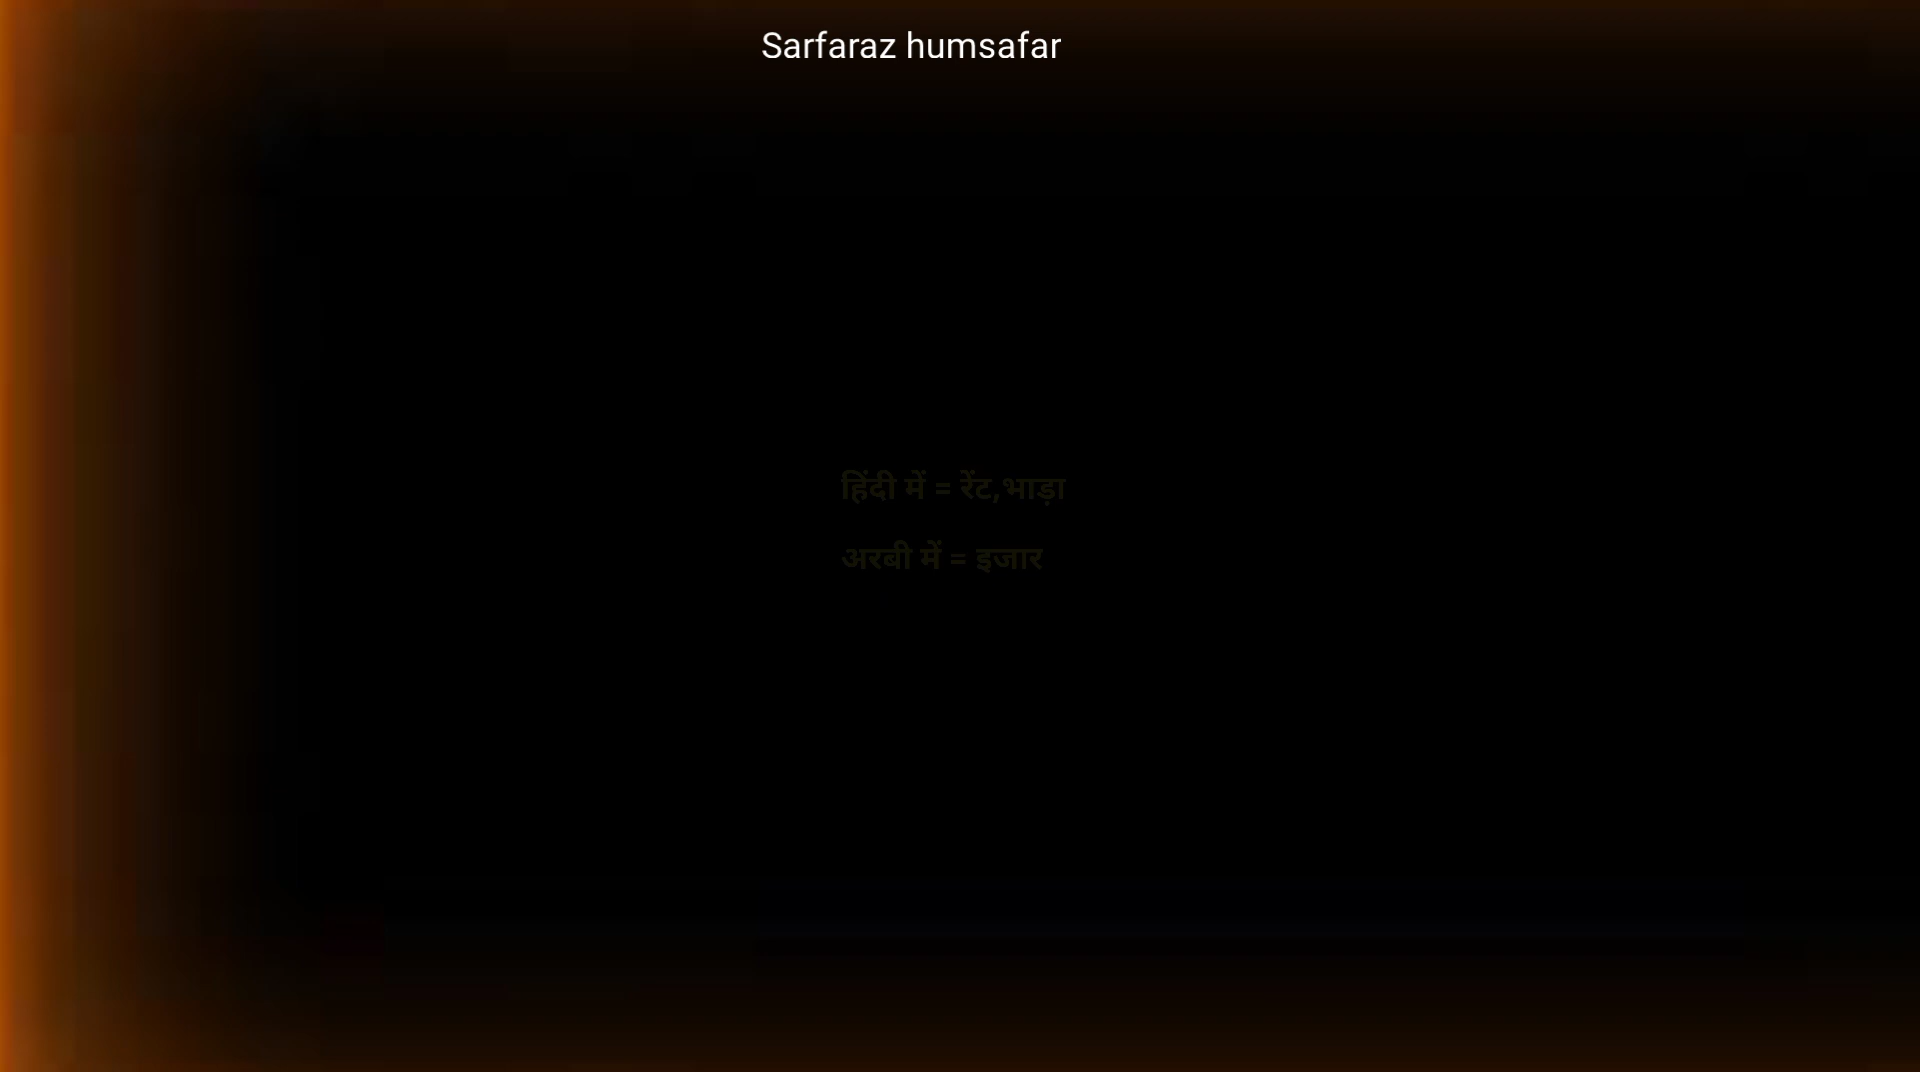 Sarfaraz humsafar
हिंदी में = रेंट,भाड़ा
अरबी में = इजार